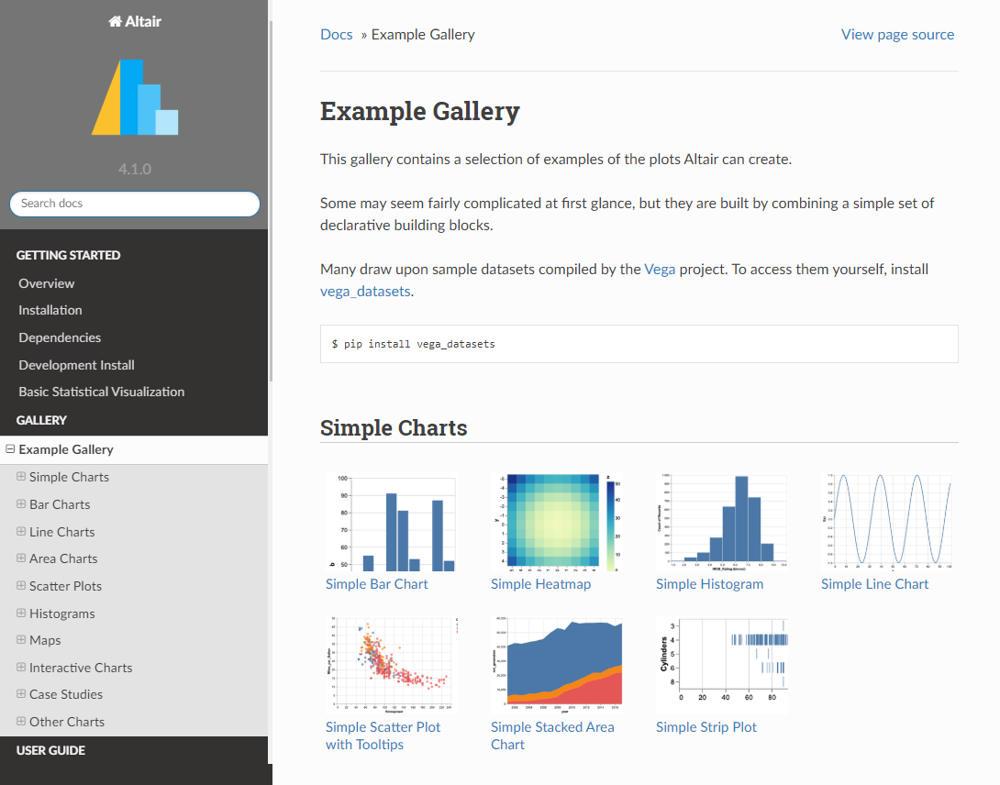 Altair
4.1.0
Search docs
GETTING STARTED
Overview
Installation
Dependencies
Development Install
Basic Statistical Visualization
GALLERY
Example Gallery
Simple Charts
Bar Charts
Line Charts
Area Charts
Scatter Plots
Histograms
Maps
Interactive Charts
Case Studies
Other Charts
USER GUIDE
Docs » Example Gallery
View page source
Example Gallery
This gallery contains a selection of examples of the plots Altair can create.
Some may seem fairly complicated at first glance, but they are built by combining a simple set of
declarative building blocks.
Many draw upon sample datasets compiled by the Vega project. To access them yourself, install
vega_datasets.
$ pip install vega_datasets
Simple Charts
100
90
80
70
60
50
b
Simple Bar Chart
Simple Heatmap
Simple Histogram
Simple Line Chart
Simple Scatter Plot
with Tooltips
Simple Stacked Area
Chart
Cylinders
3
4
5
6
8
0 20 40 60 80
Simple Strip Plot